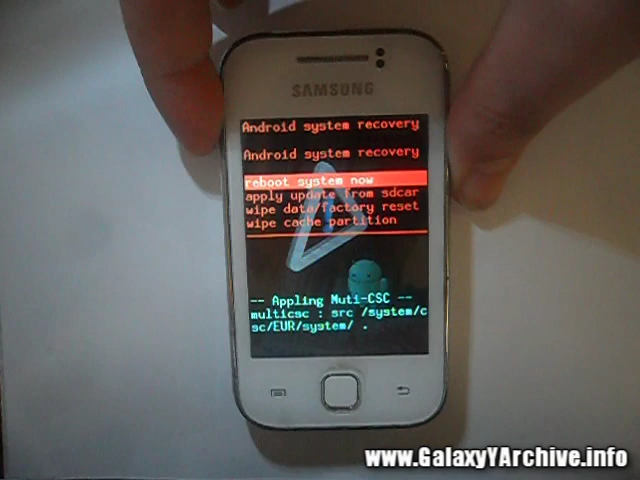 SAMSUNG
Android system recovery
Android system recovery
reboot system now
apply update from sdcar
wipe data/factory reset
wipe cache partition
-- Appling Muti-CSC --
multicsc : src /system/c
sc/EUR/system/ .
www.GalaxyYArchive.info